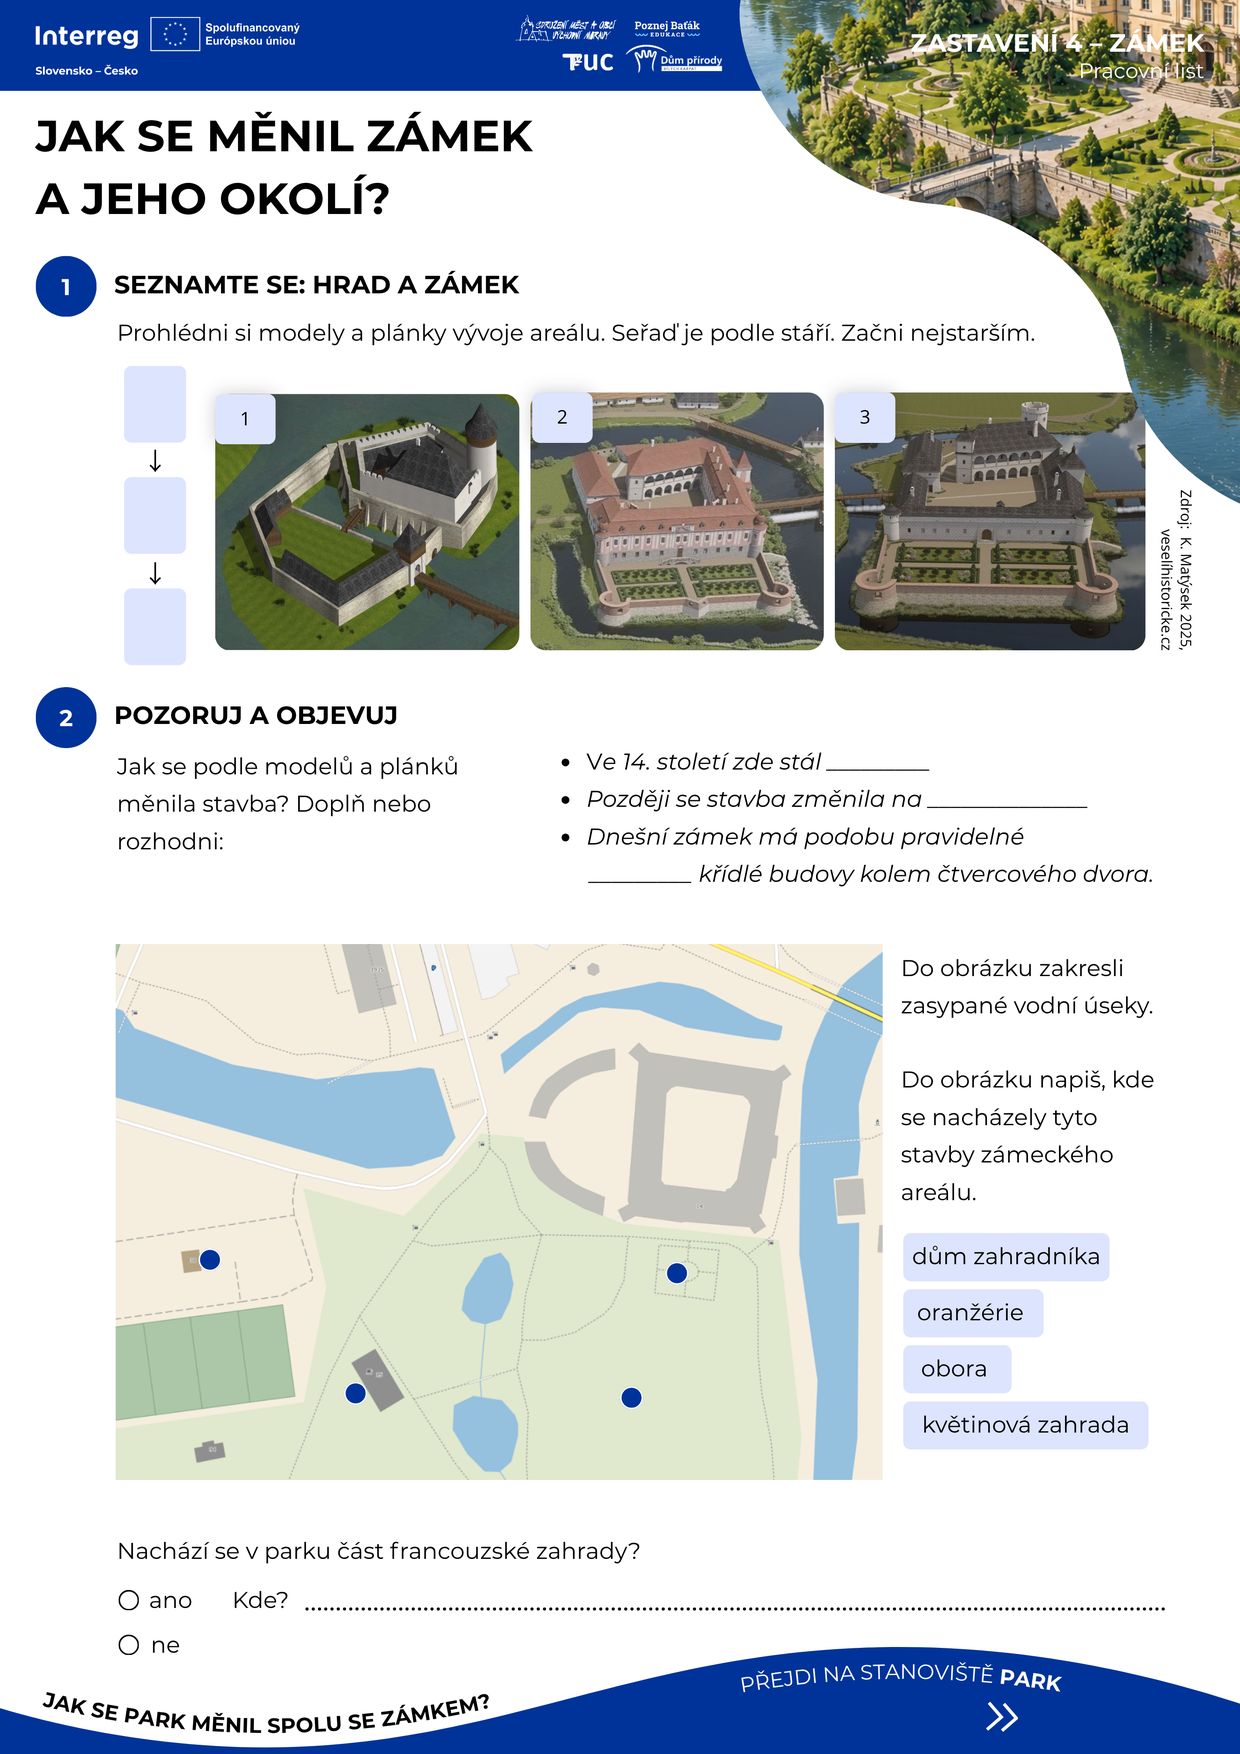 Interreg
Spolufinancovaný
Európskou úniou
Slovensko – Česko
Poznej Baťák
EDUKACE
TUC
Dům přírody
ZASTAVENÍ 4 – ZÁMEK
Pracovní list
JAK SE MĚNIL ZÁMEK
A JEHO OKOLÍ?
1
SEZNAMTE SE: HRAD A ZÁMEK
Prohlédni si modely a plánky vývoje areálu. Seřaď je podle stáří. Začni nejstarším.
1
2
3
Zdroj: K. Matýsek 2025,
veselíhistoricke.cz
2
POZORUJ A OBJEVUJ
Jak se podle modelů a plánků
měnila stavba? Doplň nebo
rozhodni:
• Ve 14. století zde stál _________
• Později se stavba změnila na ______________
• Dnešní zámek má podobu pravidelné
_________ křídlé budovy kolem čtvercového dvora.
Do obrázku zakresli
zasypané vodní úseky.
Do obrázku napiš, kde
se nacházely tyto
stavby zámeckého
areálu.
dům zahradníka
oranžérie
obora
květinová zahrada
Nachází se v parku část francouzské zahrady?
ano Kde? ....................
ne
JAK SE PARK MĚNIL SPOLU SE ZÁMKEM?
PŘEJDI NA STANOVIŠTĚ PARK